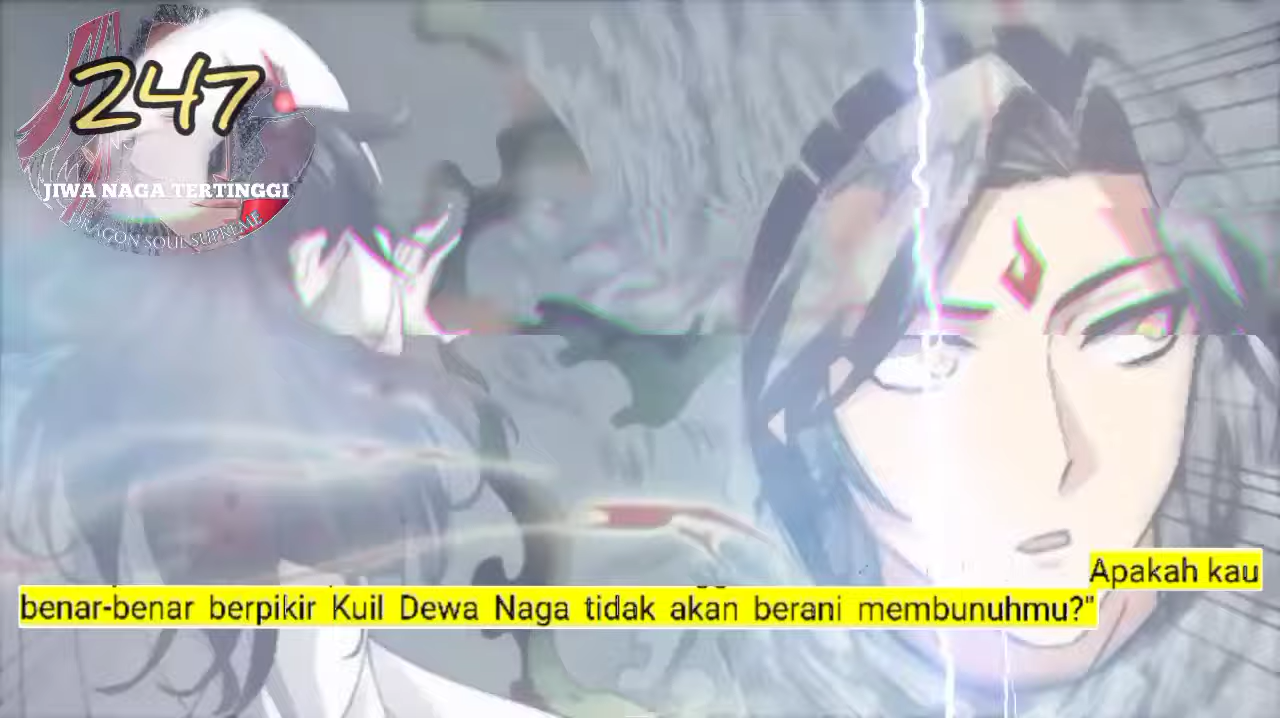 247
JIWA NAGA TERTINGGI
DRAGON SOUL SUPREME
Apakah kau
benar-benar berpikir Kuil Dewa Naga tidak akan berani membunuhmu?"